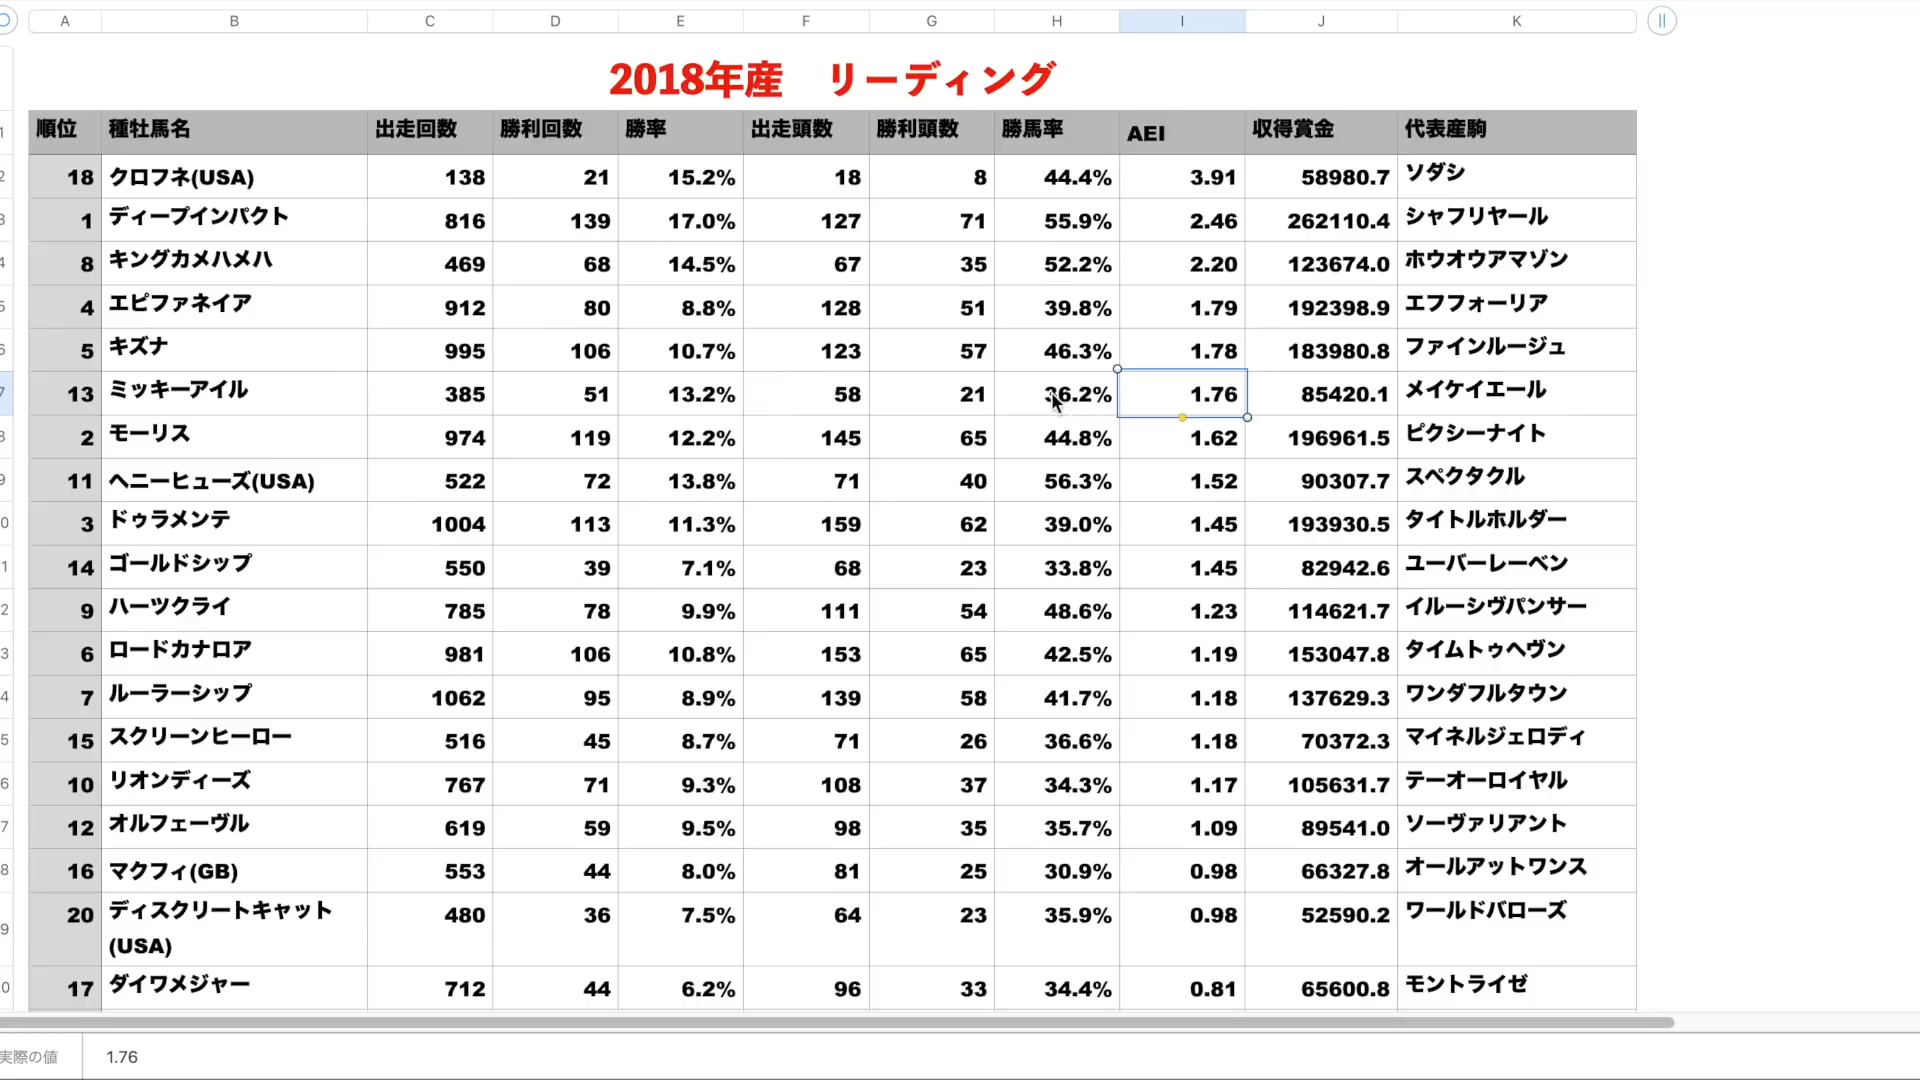 A B C D E F G H I J K
2018年産　リーディング
順位 種牡馬名 出走回数 勝利回数 勝率 出走頭数 勝利頭数 勝馬率 AEI 収得賞金 代表産駒
18 クロフネ(USA) 138 21 15.2% 18 8 44.4% 3.91 58980.7 ソダシ
1 ディープインパクト 816 139 17.0% 127 71 55.9% 2.46 262110.4 シャフリヤール
8 キングカメハメハ 469 68 14.5% 67 35 52.2% 2.20 123674.0 ホウオウアマゾン
4 エピファネイア 912 80 8.8% 128 51 39.8% 1.79 192398.9 エフフォーリア
5 キズナ 995 106 10.7% 123 57 46.3% 1.78 183980.8 ファインルージュ
13 ミッキーアイル 385 51 13.2% 58 21 36.2% 1.76 85420.1 メイケイエール
2 モーリス 974 119 12.2% 145 65 44.8% 1.62 196961.5 ピクシーナイト
11 ヘニーヒューズ(USA) 522 72 13.8% 71 40 56.3% 1.52 90307.7 スペクタクル
3 ドゥラメンテ 1004 113 11.3% 159 62 39.0% 1.45 193930.5 タイトルホルダー
14 ゴールドシップ 550 39 7.1% 68 23 33.8% 1.45 82942.6 ユーバーレーベン
9 ハーツクライ 785 78 9.9% 111 54 48.6% 1.23 114621.7 イルーシヴパンサー
6 ロードカナロア 981 106 10.8% 153 65 42.5% 1.19 153047.8 タイムトゥヘヴン
7 ルーラーシップ 1062 95 8.9% 139 58 41.7% 1.18 137629.3 ワンダフルタウン
15 スクリーンヒーロー 516 45 8.7% 71 26 36.6% 1.18 70372.3 マイネルジェロディ
10 リオンディーズ 767 71 9.3% 108 37 34.3% 1.17 105631.7 テーオーロイヤル
12 オルフェーヴル 619 59 9.5% 98 35 35.7% 1.09 89541.0 ソーヴァリアント
16 マクフィ(GB) 553 44 8.0% 81 25 30.9% 0.98 66327.8 オールアットワンス
20 ディスクリートキャット 480 36 7.5% 64 23 35.9% 0.98 52590.2 ワールドバローズ
(USA)
17 ダイワメジャー 712 44 6.2% 96 33 34.4% 0.81 65600.8 モントライゼ
実際の値 1.76